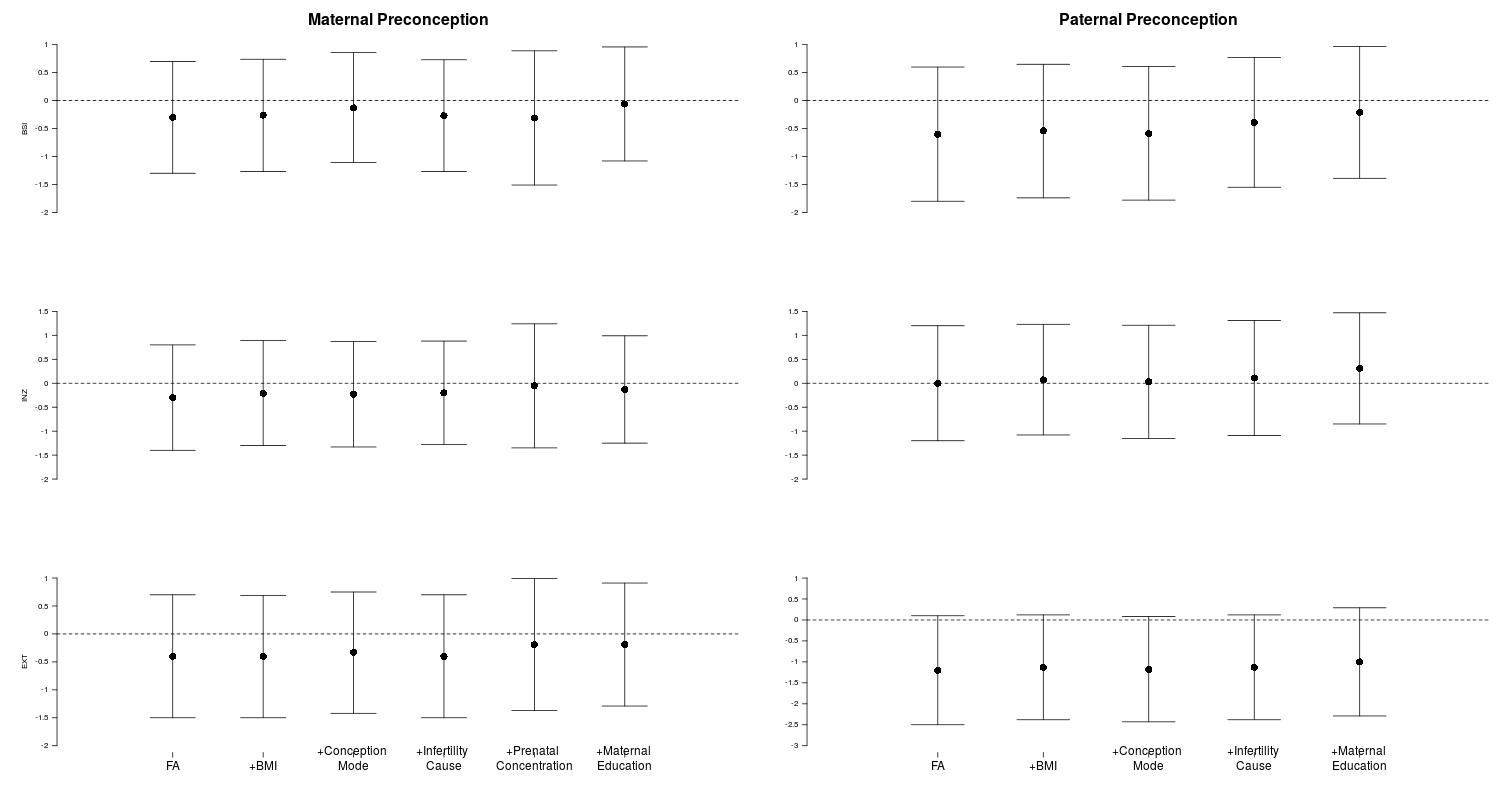 Maternal Preconception
Paternal Preconception
BSI
1
0.5
0
-0.5
-1
-1.5
-2
1
0.5
0
-0.5
-1
-1.5
-2
INZ
1.5
1
0.5
0
-0.5
-1
-1.5
-2
1.5
1
0.5
0
-0.5
-1
-1.5
-2
EXT
1
0.5
0
-0.5
-1
-1.5
-2
1
0.5
0
-0.5
-1
-1.5
-2
-2.5
-3
FA
+BMI
+Conception
Mode
+Infertility
Cause
+Prenatal
Concentration
+Maternal
Education
FA
+BMI
+Conception
Mode
+Infertility
Cause
+Maternal
Education